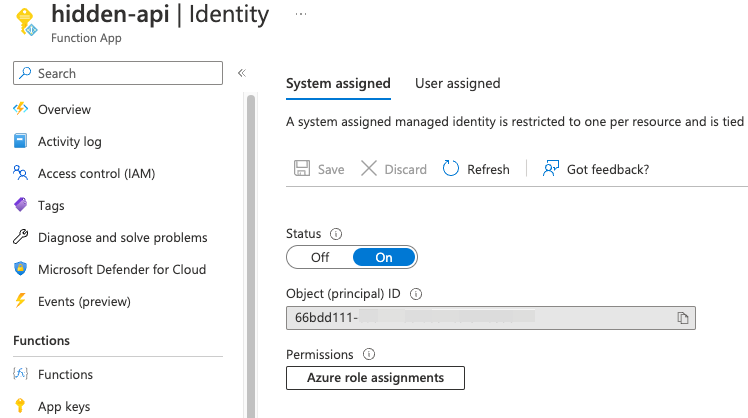 hidden-api | Identity ...
Function App
Search
«
Overview
Activity log
Access control (IAM)
Tags
Diagnose and solve problems
Microsoft Defender for Cloud
Events (preview)
Functions
Functions
App keys
System assigned User assigned
A system assigned managed identity is restricted to one per resource and is tied
Save Discard Refresh Got feedback?
Status
Off On
Object (principal) ID
66bdd111-
Permissions
Azure role assignments